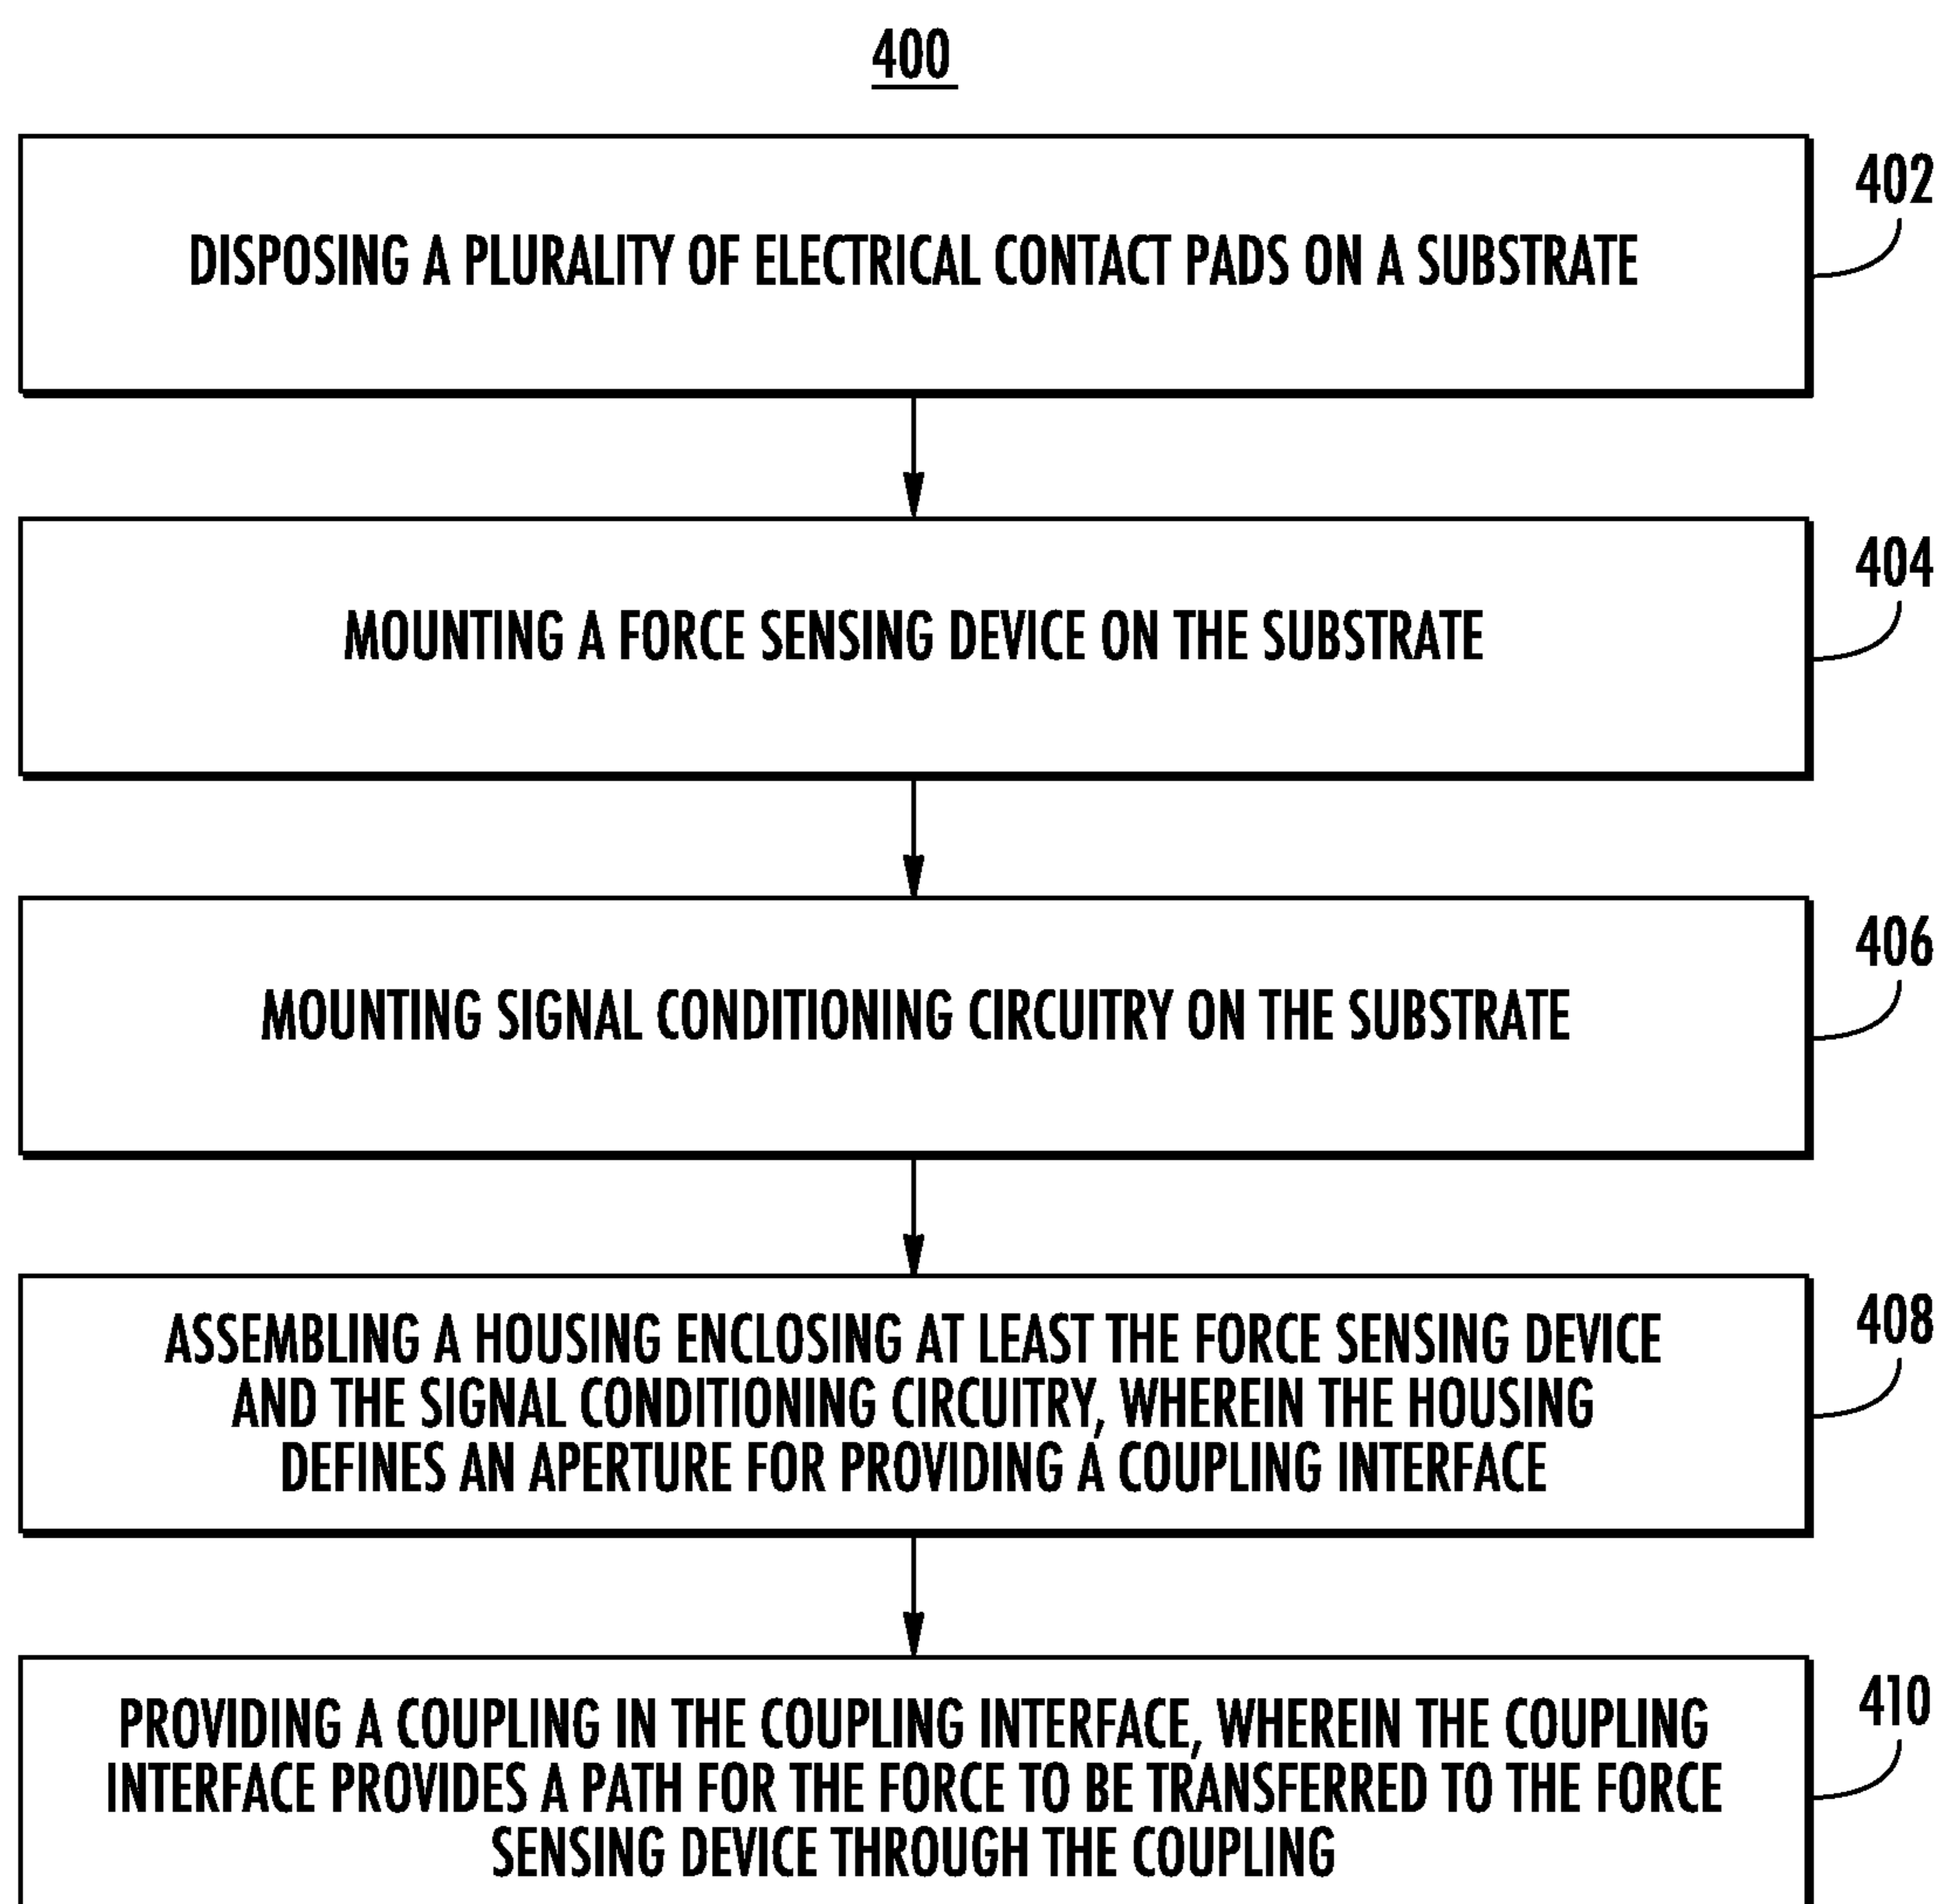 400
402
DISPOSING A PLURALITY OF ELECTRICAL CONTACT PADS ON A SUBSTRATE
404
MOUNTING A FORCE SENSING DEVICE ON THE SUBSTRATE
406
MOUNTING SIGNAL CONDITIONING CIRCUITRY ON THE SUBSTRATE
408
ASSEMBLING A HOUSING ENCLOSING AT LEAST THE FORCE SENSING DEVICE
AND THE SIGNAL CONDITIONING CIRCUITRY, WHEREIN THE HOUSING
DEFINES AN APERTURE FOR PROVIDING A COUPLING INTERFACE
410
PROVIDING A COUPLING IN THE COUPLING INTERFACE, WHEREIN THE COUPLING
INTERFACE PROVIDES A PATH FOR THE FORCE TO BE TRANSFERRED TO THE FORCE
SENSING DEVICE THROUGH THE COUPLING